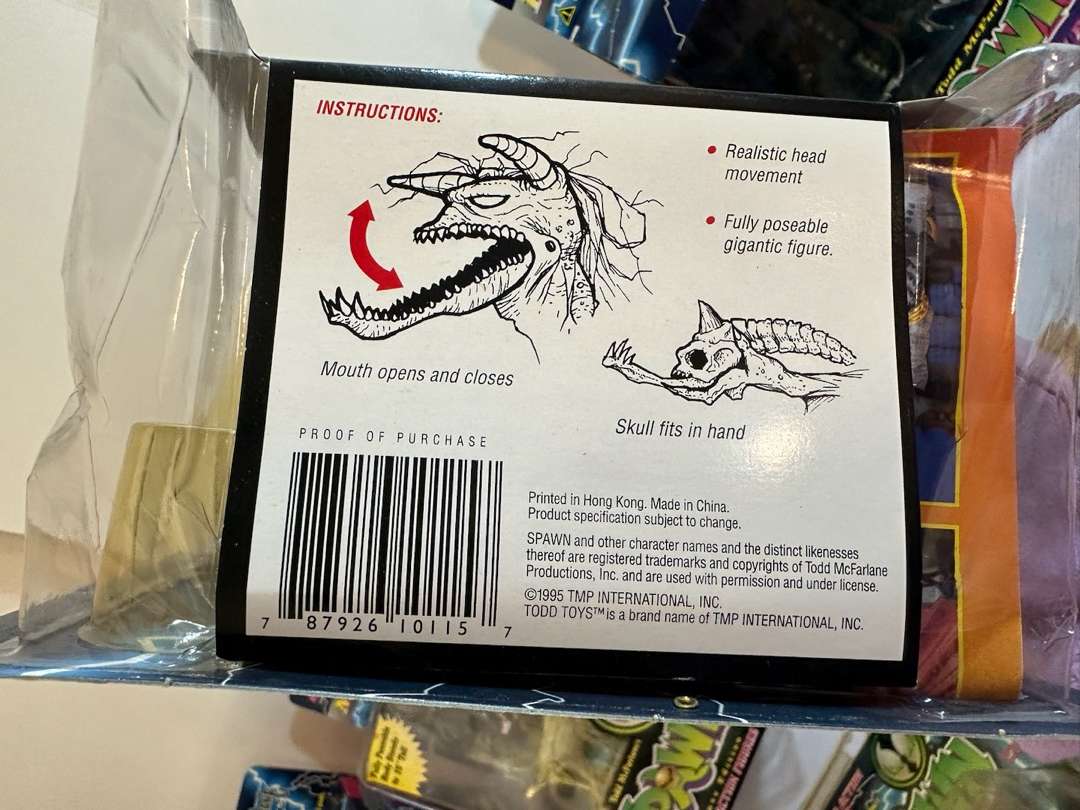 INSTRUCTIONS:
Realistic head
movement
Fully poseable
gigantic figure.
Mouth opens and closes
Skull fits in hand
PROOF OF PURCHASE
7 87926 10115 7
Printed in Hong Kong. Made in China.
Product specification subject to change.
SPAWN and other character names and the distinct likenesses
thereof are registered trademarks and copyrights of Todd McFarlane
Productions, Inc. and are used with permission and under license.
©1995 TMP INTERNATIONAL, INC.
TODD TOYS™ is a brand name of TMP INTERNATIONAL, INC.